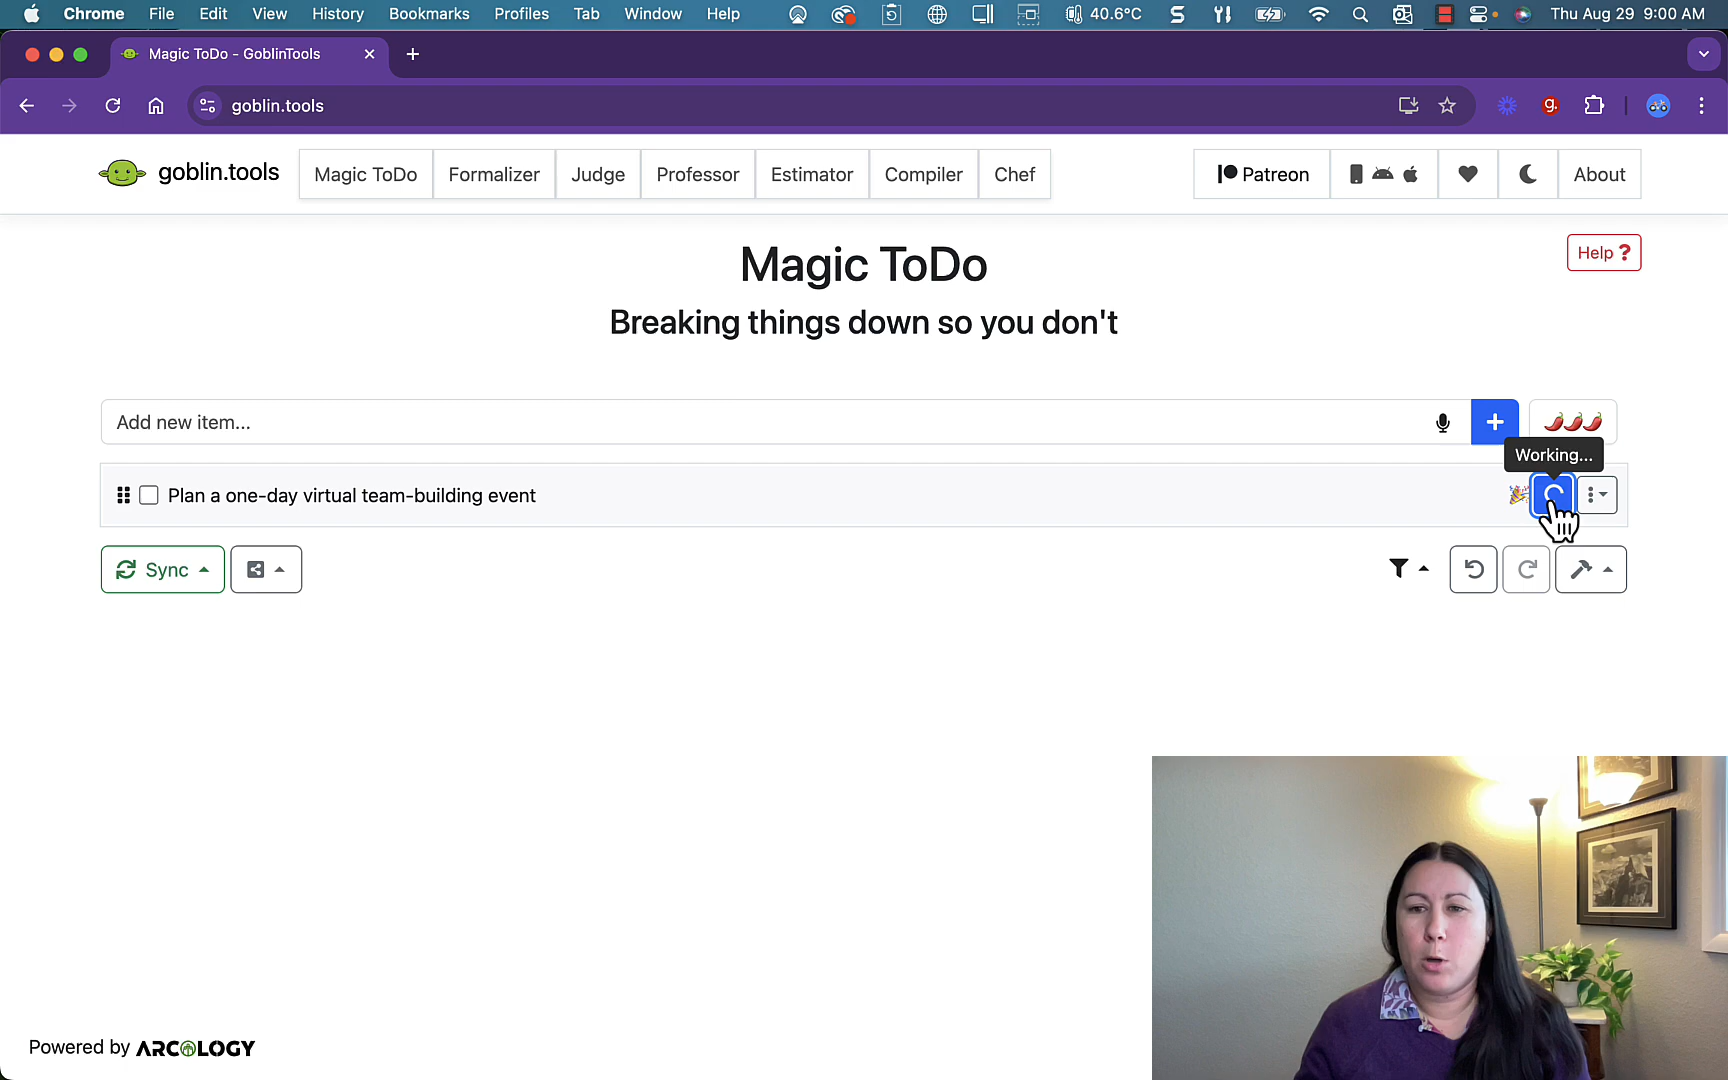 Chrome File Edit View History Bookmarks Profiles Tab Window Help 40.6°C Thu Aug 29 9:00 AM
Magic ToDo - GoblinTools
goblin.tools
goblin.tools Magic ToDo Formalizer Judge Professor Estimator Compiler Chef Patreon About
Magic ToDo
Help ?
Breaking things down so you don't
Add new item...
Working...
Plan a one-day virtual team-building event
Sync
Powered by ARCOLOGY